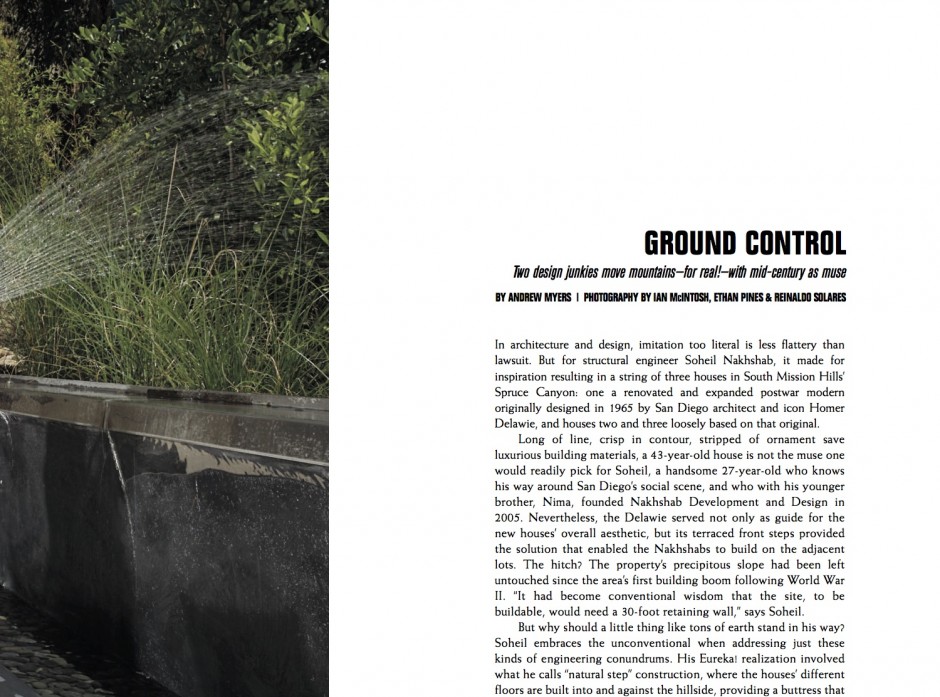 GROUND CONTROL
Two design junkies move mountains—for real!—with mid-century as muse
BY ANDREW MYERS | PHOTOGRAPHY BY IAN McINTOSH, ETHAN PINES & REINALDO SOLARES
In architecture and design, imitation too literal is less flattery than
lawsuit. But for structural engineer Soheil Nakhshab, it made for
inspiration resulting in a string of three houses in South Mission Hills’
Spruce Canyon: one a renovated and expanded postwar modern
originally designed in 1965 by San Diego architect and icon Homer
Delawie, and houses two and three loosely based on that original.
Long of line, crisp in contour, stripped of ornament save
luxurious building materials, a 43-year-old house is not the muse one
would readily pick for Soheil, a handsome 27-year-old who knows
his way around San Diego’s social scene, and who with his younger
brother, Nima, founded Nakhshab Development and Design in
2005. Nevertheless, the Delawie served not only as guide for the
new houses’ overall aesthetic, but its terraced front steps provided
the solution that enabled the Nakhshabs to build on the adjacent
lots. The hitch? The property’s precipitous slope had been left
untouched since the area’s first building boom following World War
II. “It had become conventional wisdom that the site, to be
buildable, would need a 30-foot retaining wall,” says Soheil.
But why should a little thing like tons of earth stand in his way?
Soheil embraces the unconventional when addressing just these
kinds of engineering conundrums. His Eureka! realization involved
what he calls “natural step” construction, where the houses’ different
floors are built into and against the hillside, providing a buttress that